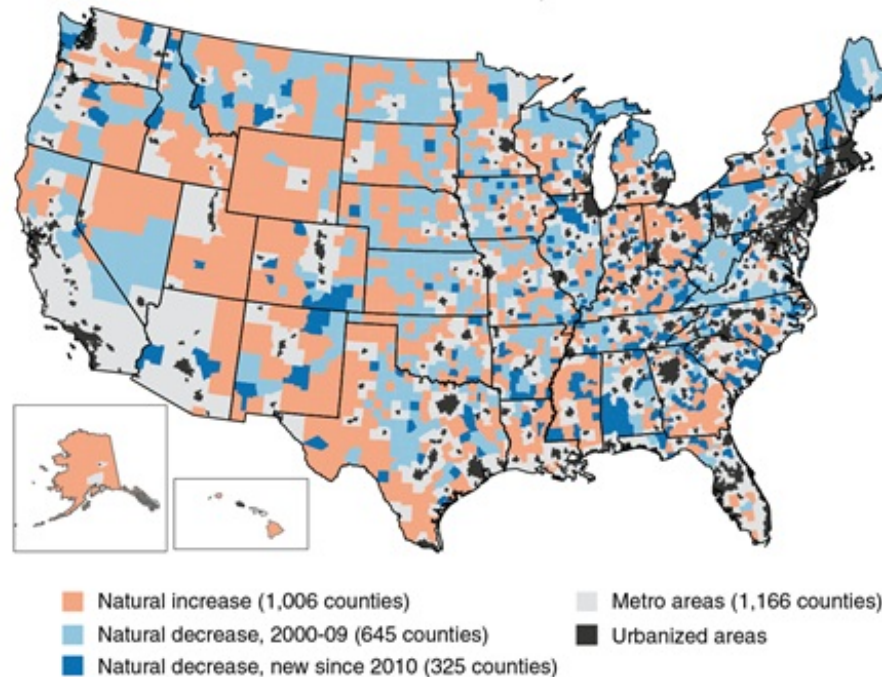 Natural increase (1,006 counties)
Natural decrease, 2000-09 (645 counties)
Natural decrease, new since 2010 (325 counties)
Metro areas (1,166 counties)
Urbanized areas